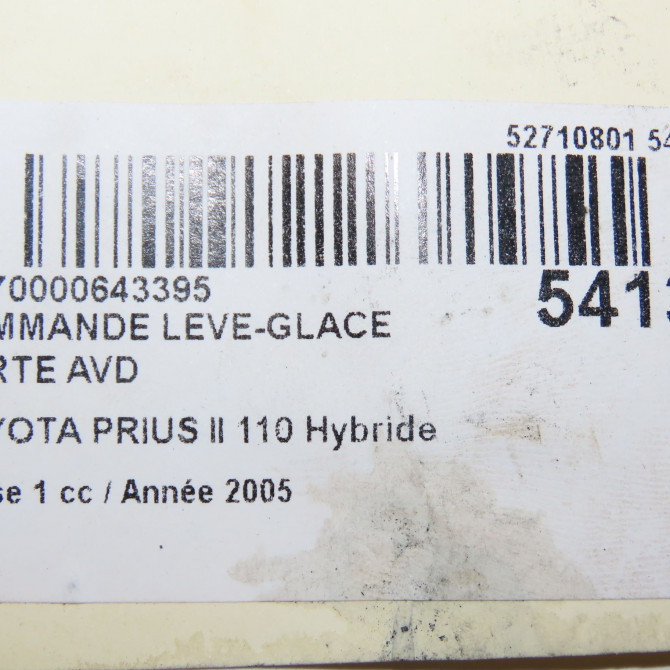 52710801 54
70000643395
5413
MMANDE LEVE-GLACE
RTE AVD
YOTA PRIUS II 110 Hybride
se 1 cc / Année 2005